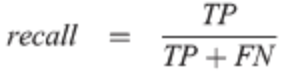 recall = TP / TP + FN